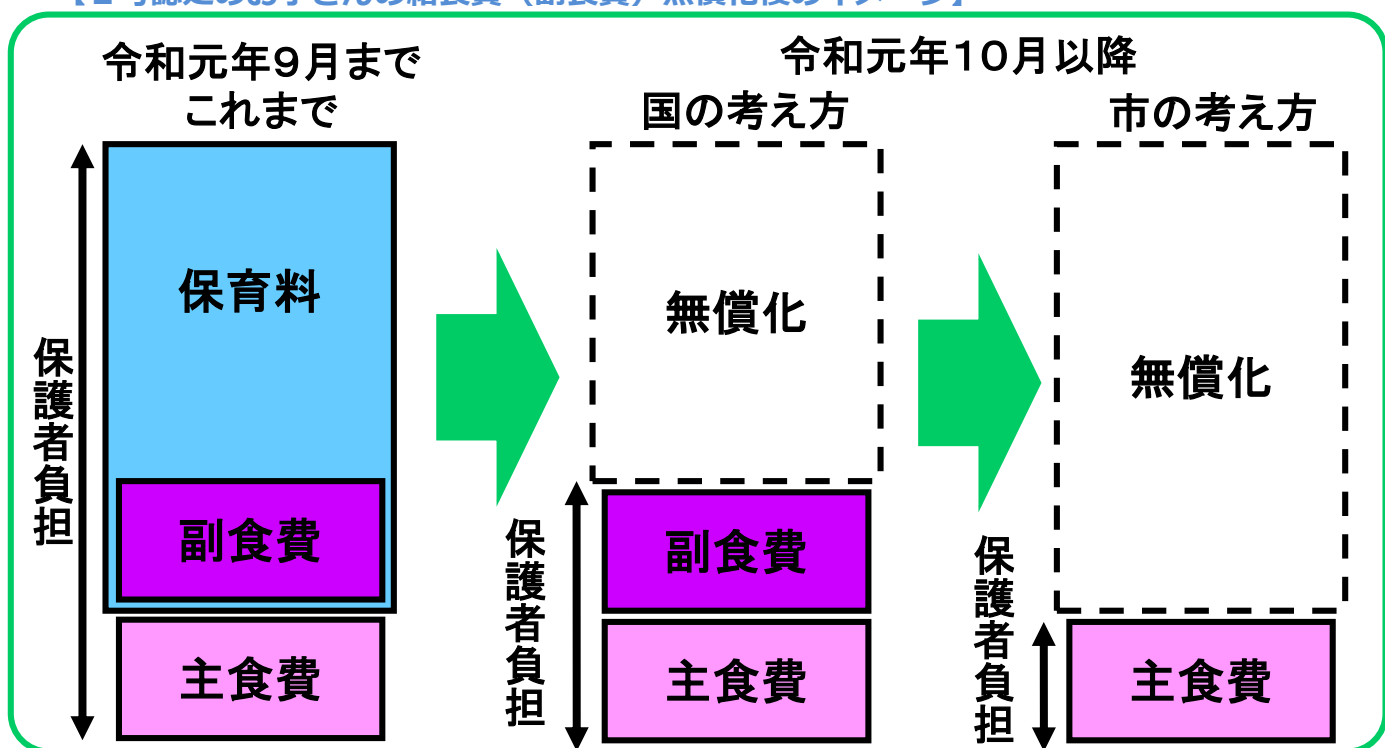 令和元年9月まで
これまで
保護者負担
保育料
副食費
主食費
令和元年10月以降
国の考え方
無償化
保護者負担
副食費
主食費
市の考え方
無償化
保護者負担
主食費